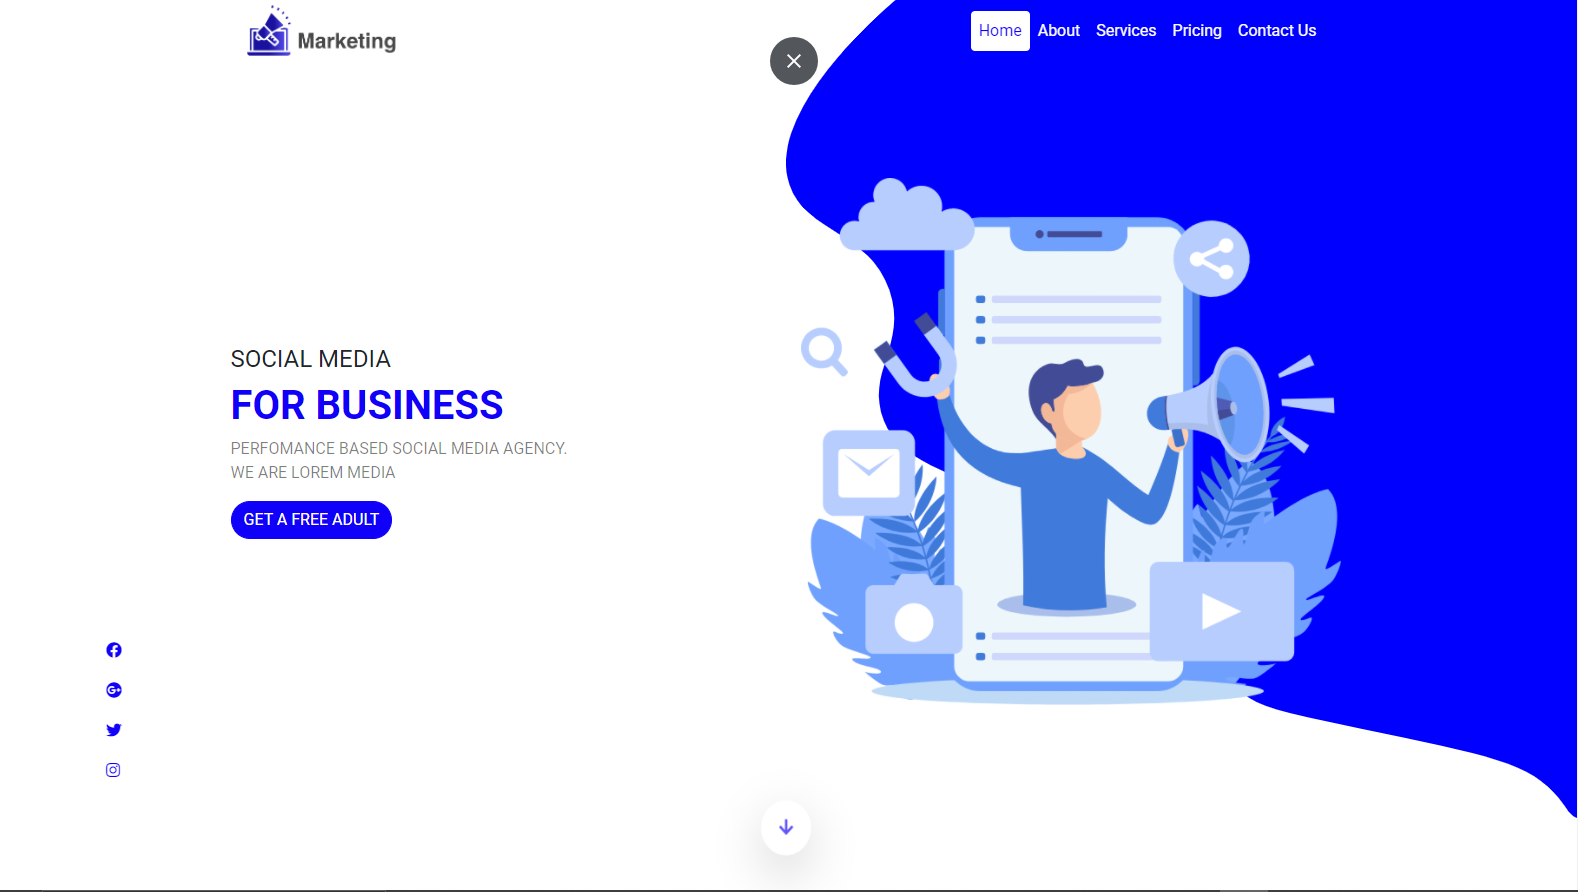 Marketing
Home About Services Pricing Contact Us
SOCIAL MEDIA
FOR BUSINESS
PERFOMANCE BASED SOCIAL MEDIA AGENCY.
WE ARE LOREM MEDIA
GET A FREE ADULT